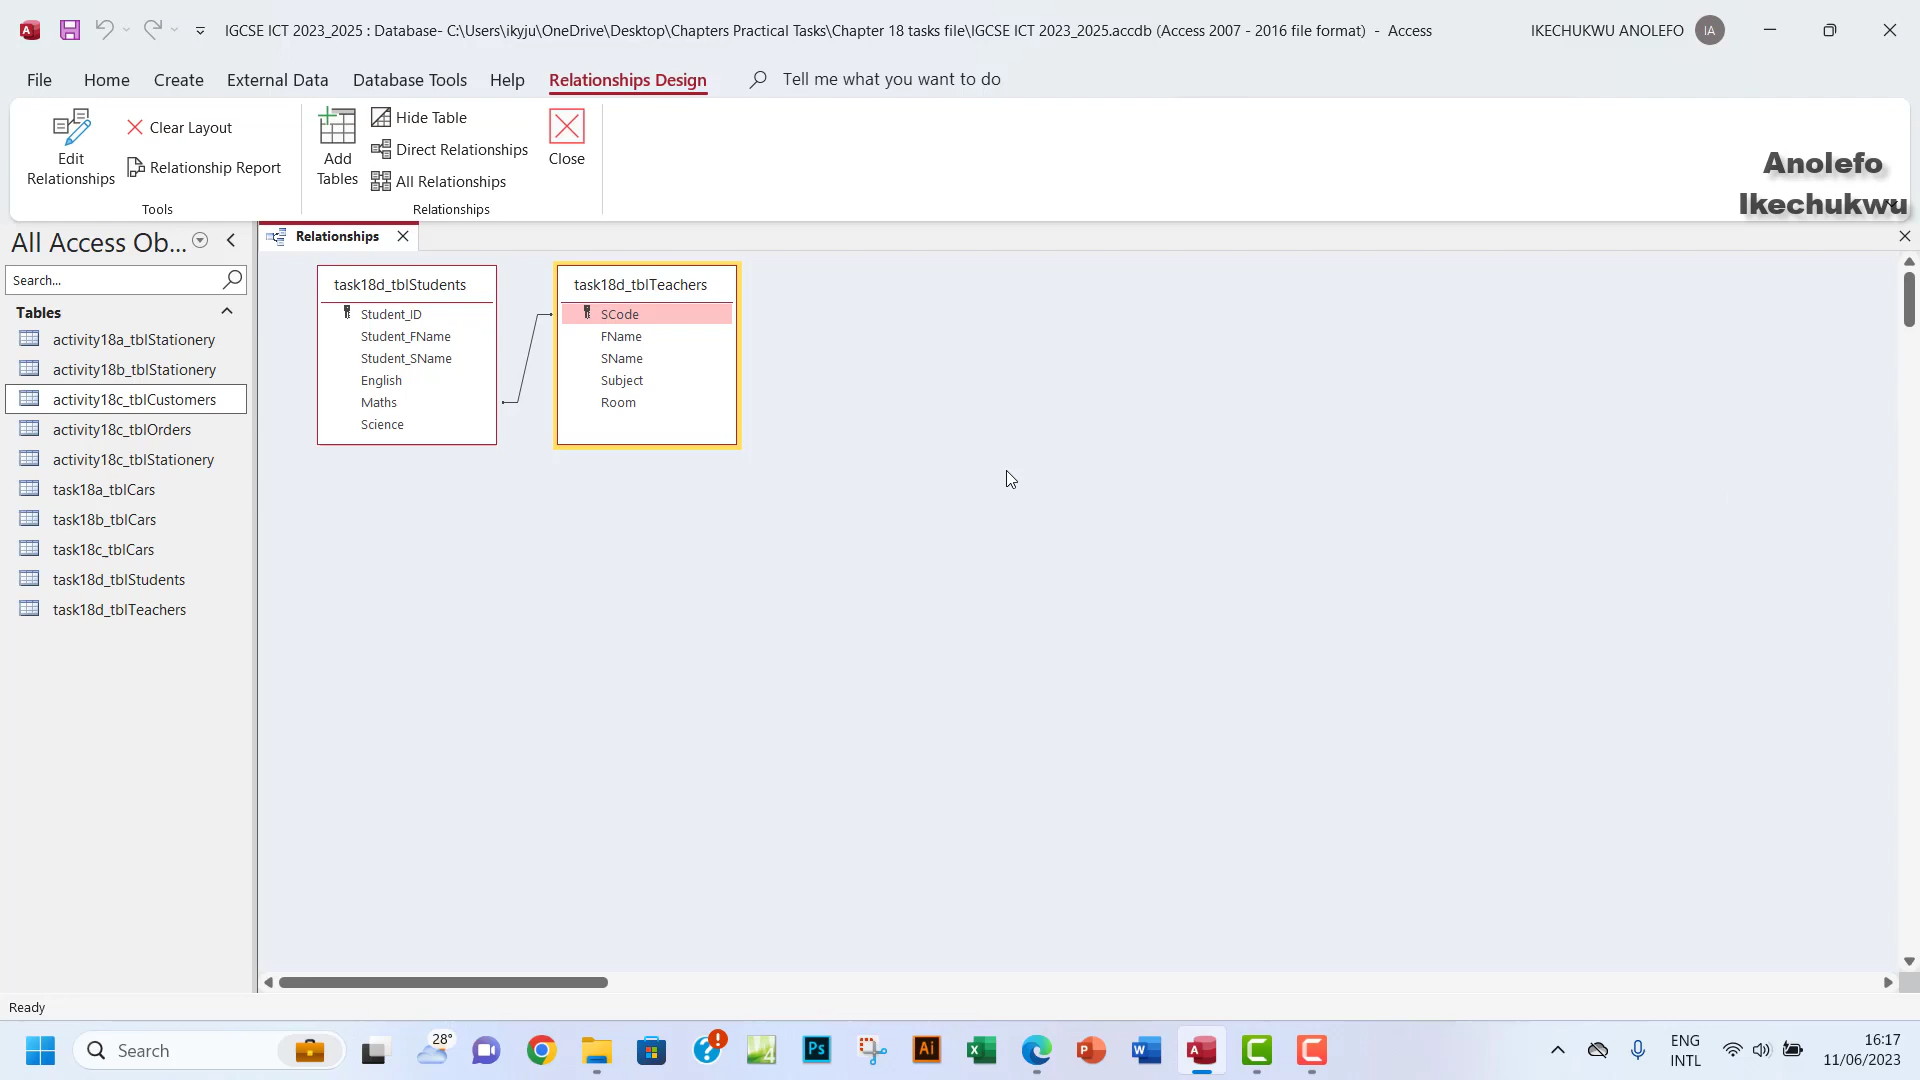 IGCSE ICT 2023_2025 : Database- C:\Users\ikyju\OneDrive\Desktop\Chapters Practical Tasks\Chapter 18 tasks file\IGCSE ICT 2023_2025.accdb (Access 2007 - 2016 file format) - Access
IKECHUKWU ANOLEFO
IA
File
Home
Create
External Data
Database Tools
Help
Relationships Design
Tell me what you want to do
Edit
Relationships
Clear Layout
Relationship Report
Tools
Add
Tables
Hide Table
Direct Relationships
All Relationships
Relationships
Close
Anolefo
Ikechukwu
All Access Ob...
Search...
Tables
activity18a_tblStationery
activity18b_tblStationery
activity18c_tblCustomers
activity18c_tblOrders
activity18c_tblStationery
task18a_tblCars
task18b_tblCars
task18c_tblCars
task18d_tblStudents
task18d_tblTeachers
Relationships
task18d_tblStudents
Student_ID
Student_FName
Student_SName
English
Maths
Science
task18d_tblTeachers
SCode
FName
SName
Subject
Room
Ready
Search
28°
Ps
Ai
ENG
INTL
16:17
11/06/2023